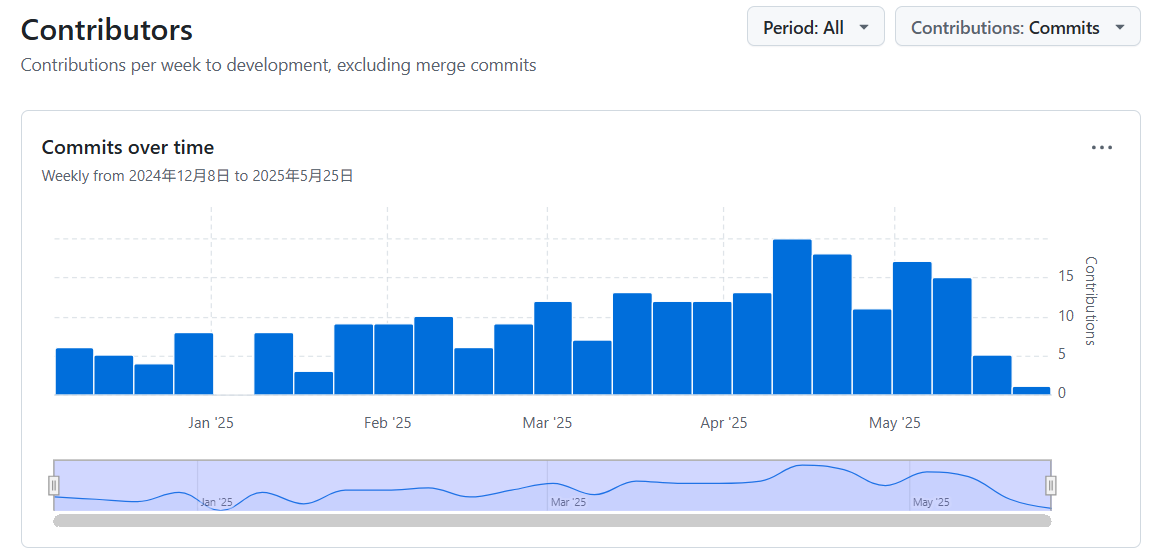 Contributors
Period: All
Contributions: Commits
Contributions per week to development, excluding merge commits
Commits over time
Weekly from 2024年12月8日 to 2025年5月25日
15
10
5
0
Contributions
Jan '25
Feb '25
Mar '25
Apr '25
May '25
Jan '25
Mar '25
May '25